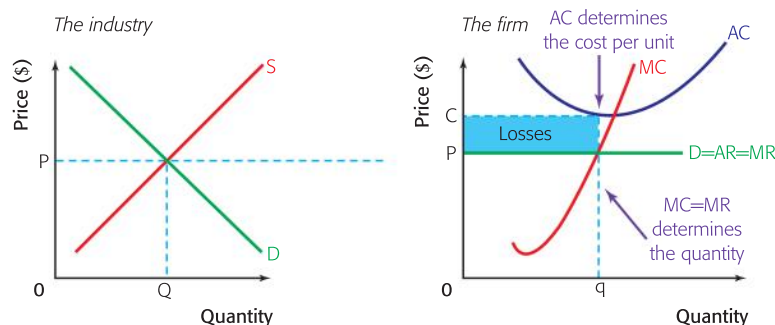 The industry
Price ($)
S
P
D
0
Q
Quantity
The firm
AC determines
the cost per unit
AC
MC
Price ($)
C
Losses
P
D=AR=MR
MC=MR
determines
the quantity
0
q
Quantity